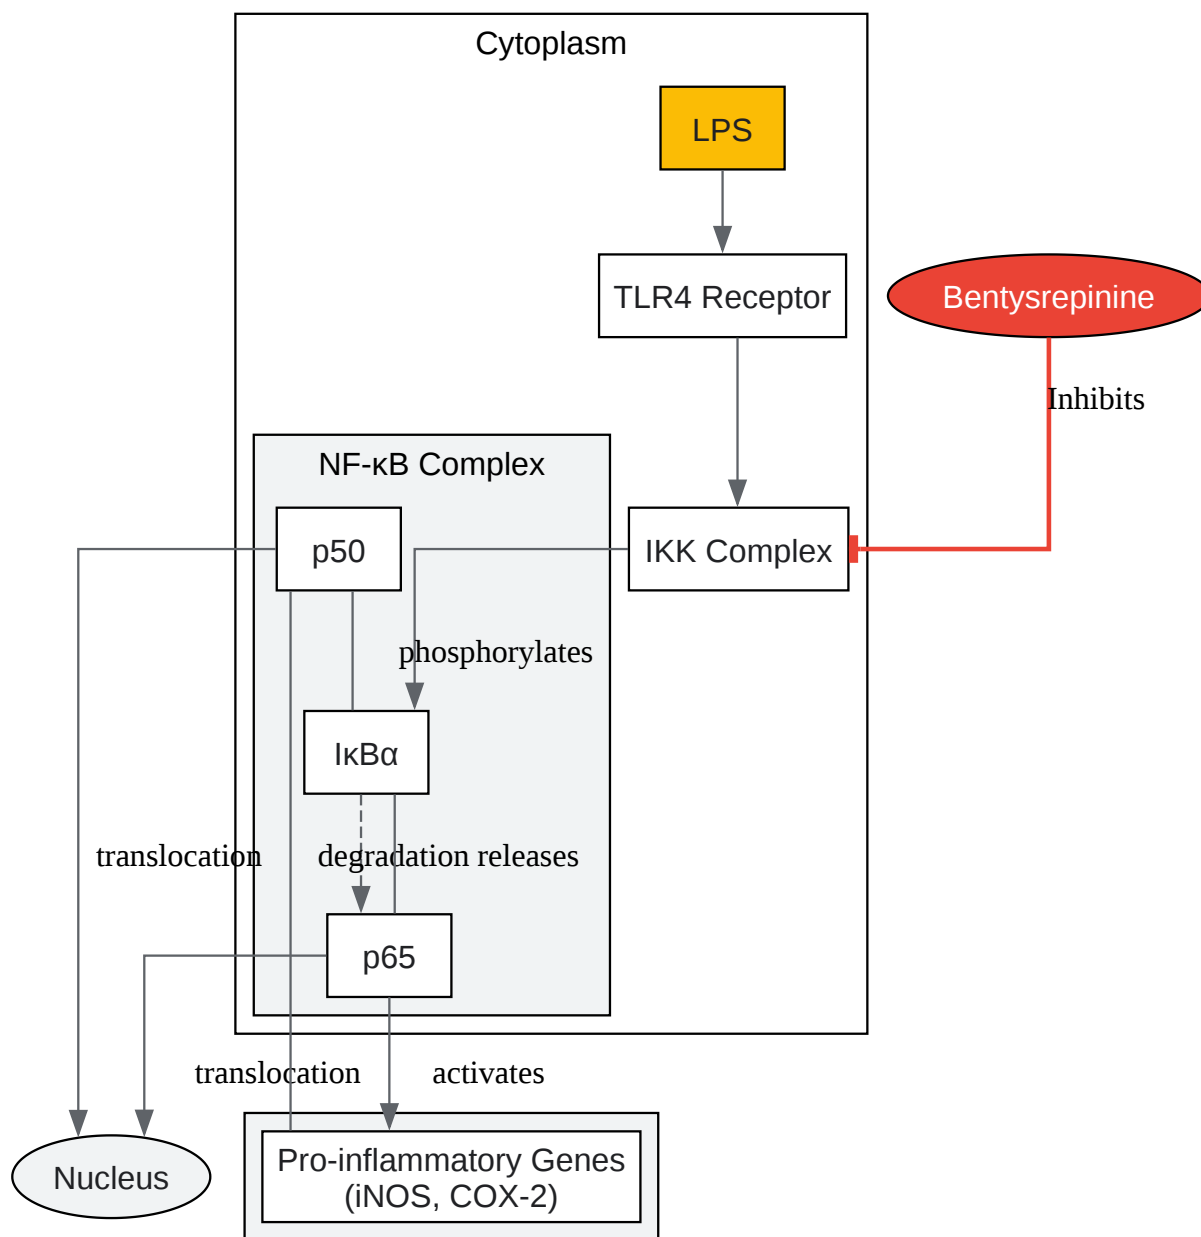 Cytoplasm
LPS
TLR4 Receptor
Bentysrepinine
Inhibits
NF-κB Complex
p50
IKK Complex
phosphorylates
IκBα
translocation
degradation releases
p65
translocation
activates
Nucleus
Pro-inflammatory Genes
(iNOS, COX-2)